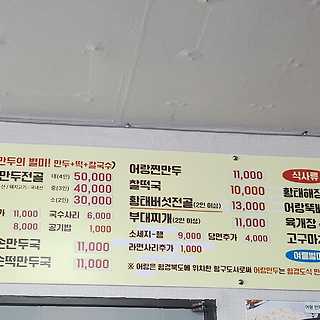 만두의 별미! 만두+떡+칼국수)
만두전골 대(4인) 50,000
중(3인) 40,000
소(2인) 30,000
11,000 국수사리 6,000
8,000 공기밥 1,000
손만두국 11,000
손떡만두국 11,000
어랑찐만두 11,000
찰떡국 10,000
황태버섯전골(2인 이상) 13,000
부대찌개(2인 이상) 11,000
소세지~햄 9,000 당면추가 4,000
라면사리추가 1,000
※ 어랑은 함경북도에 위치한 항구도시로써 어랑만두는 함경도식 만
식사류
황태해장
어랑뚝배
육개장
고구마
여름별미